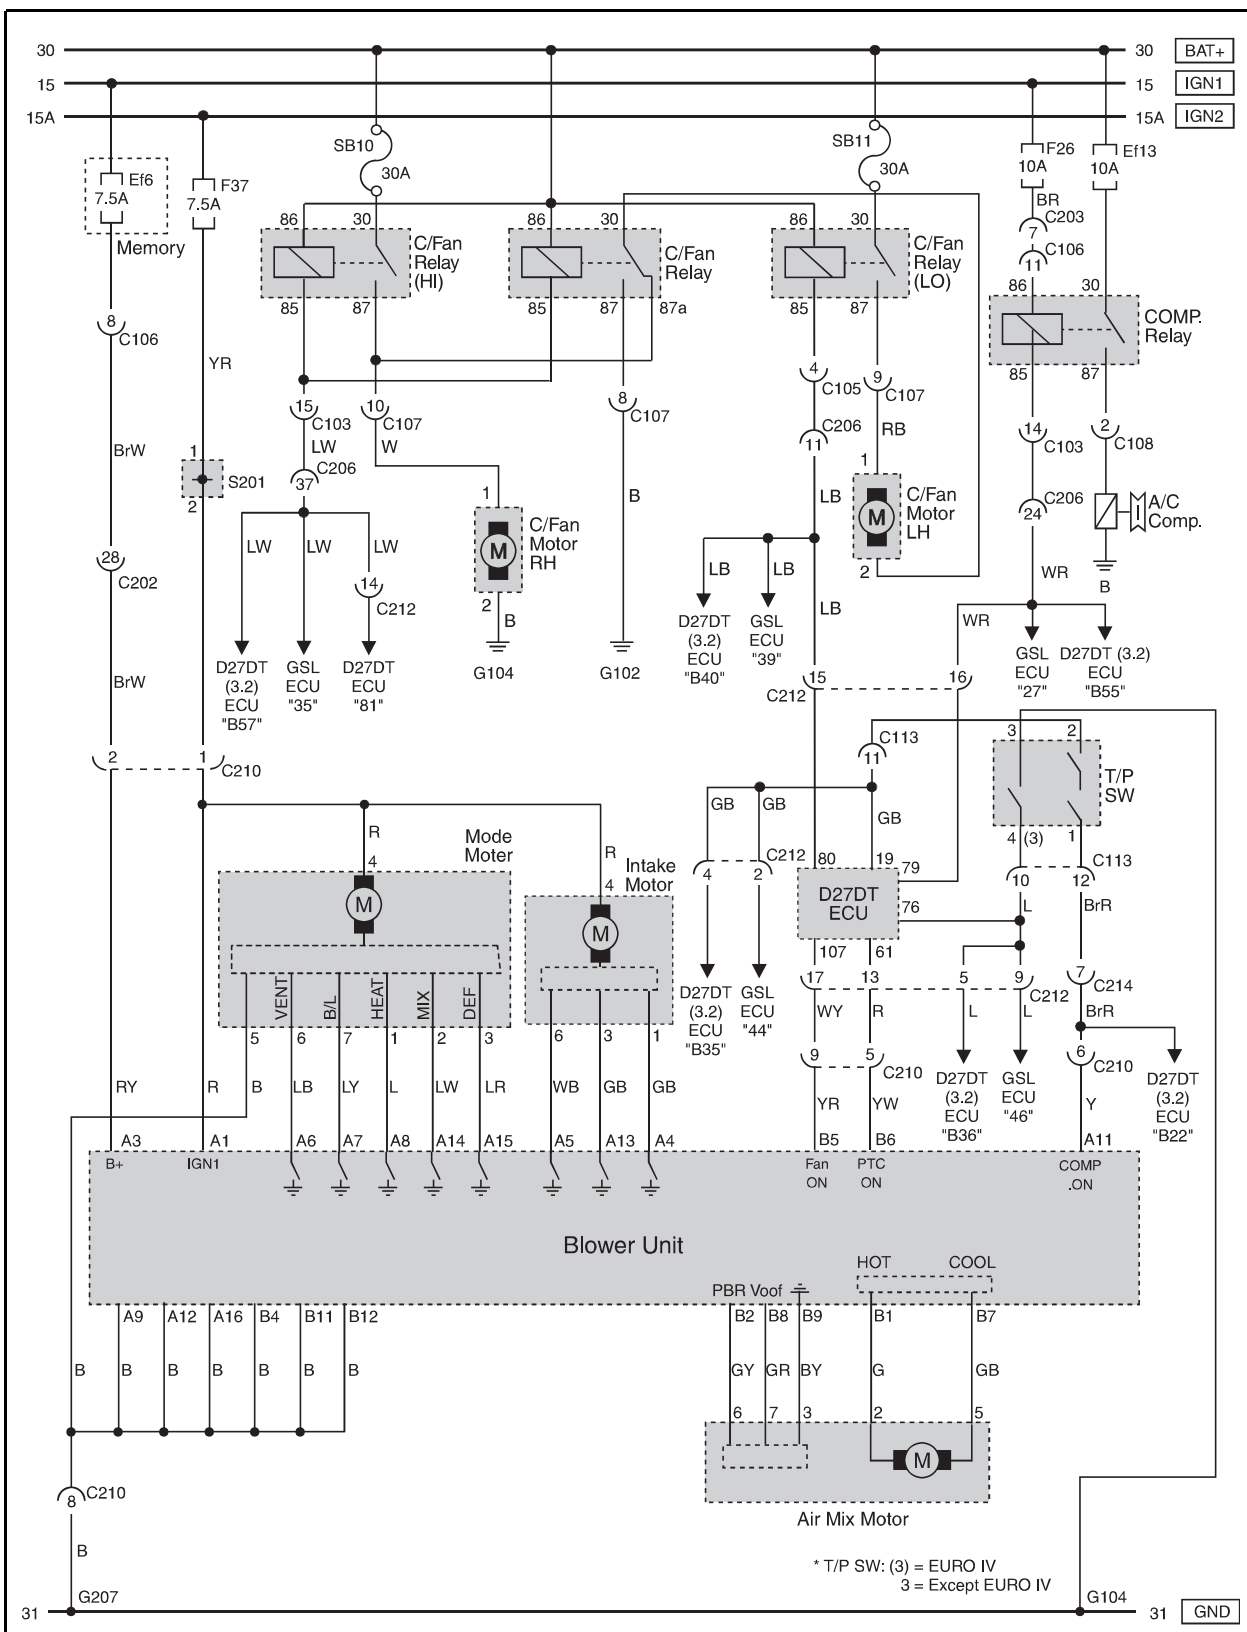 30
30
BAT+
15
15
IGN1
15A
15A
IGN2
Ef6
7.5A
Memory
F37
7.5A
SB10
30A
SB11
30A
F26
10A
Ef13
10A
BR
C203
7
C106
11
86
30
C/Fan
Relay
(HI)
85
87
86
30
C/Fan
Relay
85
87
87a
86
30
C/Fan
Relay
(LO)
85
87
86
30
COMP.
Relay
85
87
8
C106
YR
BrW
1
S201
2
15
C103
LW
C206
37
10
C107
W
8
C107
B
4
C105
C206
11
9
C107
RB
14
C103
C206
24
2
C108
A/C
Comp.
B
28
C202
BrW
LW
LW
LW
14
C212
D27DT
(3.2)
ECU
"B57"
GSL
ECU
"35"
D27DT
ECU
"81"
1
M
C/Fan
Motor
RH
2
B
G104
G102
LB
LB
LB
LB
D27DT
(3.2)
ECU
"B40"
GSL
ECU
"39"
1
M
C/Fan
Motor
LH
2
WR
WR
GSL
ECU
"27"
D27DT (3.2)
ECU
"B55"
15
16
C212
2
1
C210
C113
11
3
2
T/P
SW
4
(3)
1
GB
GB
GB
4
2
C212
80
19
79
D27DT
ECU
76
107
61
C113
10
12
L
BrR
R
Mode
Moter
4
M
VENT
B/L
HEAT
MIX
DEF
5
6
7
1
2
3
R
Intake
Motor
4
M
6
3
1
D27DT
(3.2)
ECU
"B35"
GSL
ECU
"44"
17
13
5
9
C212
WY
R
L
L
7
C214
BrR
9
5
C210
6
C210
D27DT
(3.2)
ECU
"B36"
GSL
ECU
"46"
D27DT
(3.2)
ECU
"B22"
RY
R
B
LB
LY
L
LW
LR
WB
GB
GB
YR
YW
Y
A3
A1
A6
A7
A8
A14
A15
A5
A13
A4
B5
B6
A11
B+
IGN1
Fan
ON
PTC
ON
COMP
.ON
Blower Unit
HOT
COOL
PBR Voof
A9
A12
A16
B4
B11
B12
B2
B8
B9
B1
B7
B
B
B
B
B
B
B
GY
GR
BY
G
GB
6
7
3
2
5
M
Air Mix Motor
C210
8
B
* T/P SW: (3) = EURO IV
3 = Except EURO IV
G207
G104
31
31
GND